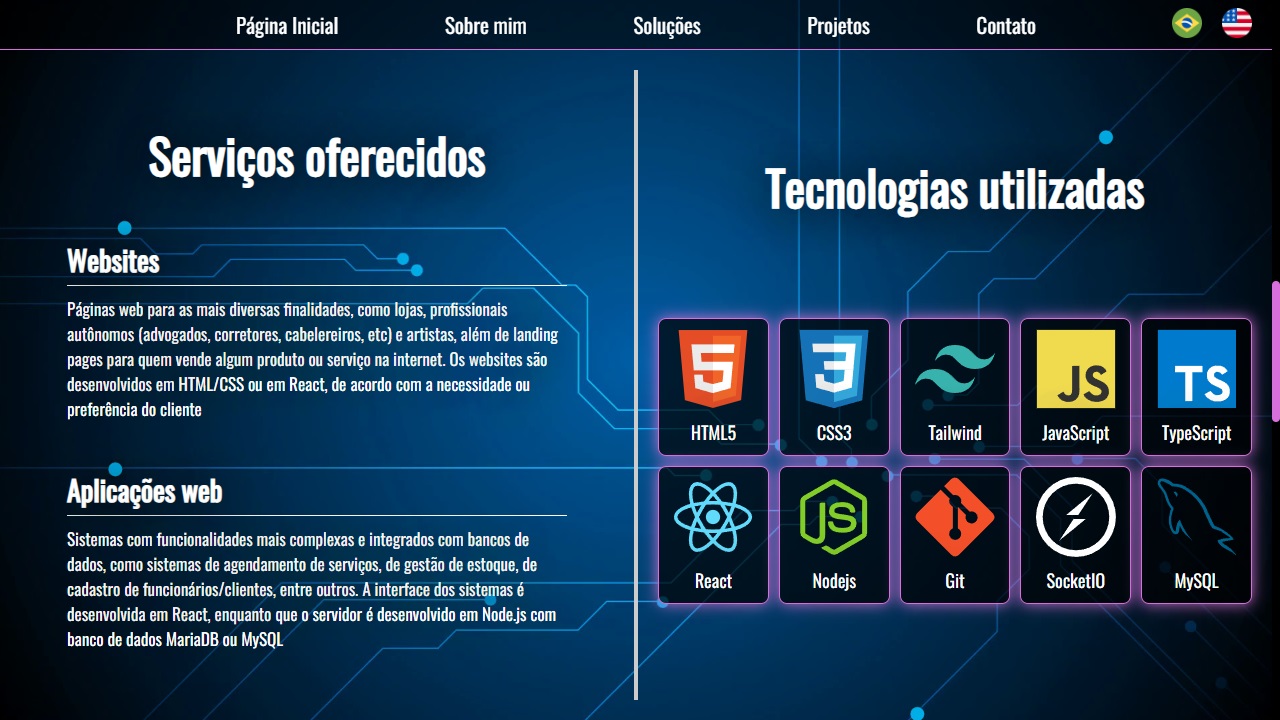 Página Inicial
Sobre mim
Soluções
Projetos
Contato
Serviços oferecidos
Websites
Páginas web para as mais diversas finalidades, como lojas, profissionais
autônomos (advogados, corretores, cabelereiros, etc) e artistas, além de landing
pages para quem vende algum produto ou serviço na internet. Os websites são
desenvolvidos em HTML/CSS ou em React, de acordo com a necessidade ou
preferência do cliente
Aplicações web
Sistemas com funcionalidades mais complexas e integrados com bancos de
dados, como sistemas de agendamento de serviços, de gestão de estoque, de
cadastro de funcionários/clientes, entre outros. A interface dos sistemas é
desenvolvida em React, enquanto que o servidor é desenvolvido em Node.js com
banco de dados MariaDB ou MySQL
Tecnologias utilizadas
5
HTML5
3
CSS3
Tailwind
JS
JavaScript
TS
TypeScript
React
JS
Nodejs
Git
SocketIO
MySQL